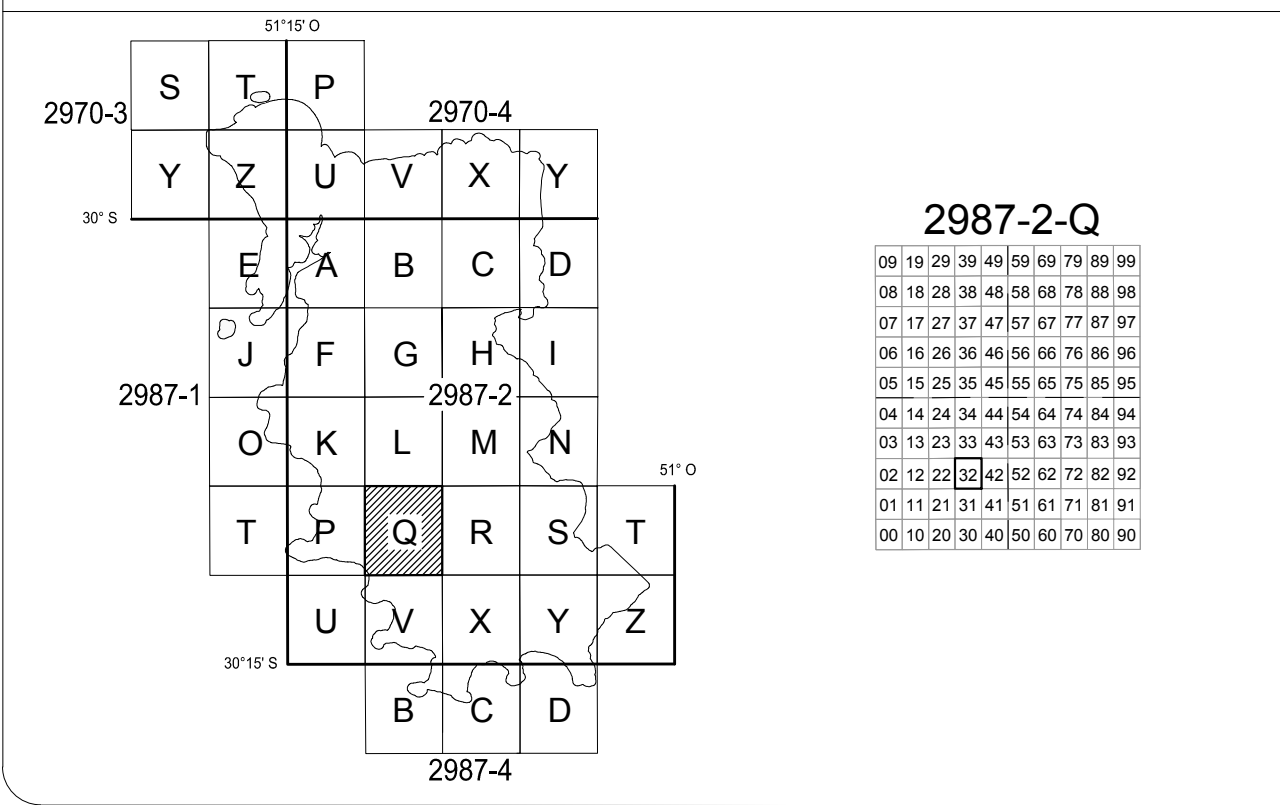 51°15' O
S T P
2970-3
2970-4
Y Z U V X Y
30° S
E A B C D
J F G H I
2987-1
2987-2
O K L M N
51° O
T P Q R S T
U V X Y Z
30°15' S
B C D
2987-4
2987-2-Q
09 19 29 39 49 59 69 79 89 99
08 18 28 38 48 58 68 78 88 98
07 17 27 37 47 57 67 77 87 97
06 16 26 36 46 56 66 76 86 96
05 15 25 35 45 55 65 75 85 95
04 14 24 34 44 54 64 74 84 94
03 13 23 33 43 53 63 73 83 93
02 12 22 32 42 52 62 72 82 92
01 11 21 31 41 51 61 71 81 91
00 10 20 30 40 50 60 70 80 90